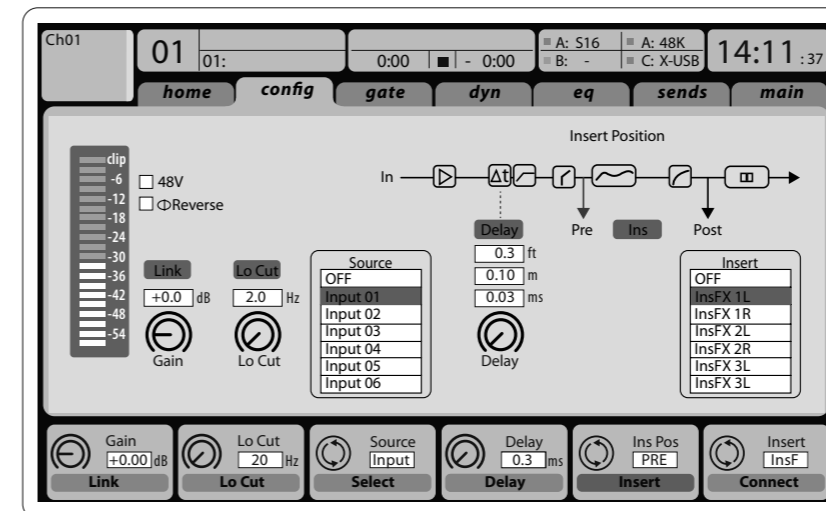 Ch01
01
01:
0:00
- 0:00
A: S16
B: -
A: 48K
C: X-USB
14:11 :37
home config gate dyn eq sends main
clip
-6
-12
-18
-24
-30
-36
-42
-48
-54
48V
ΦReverse
Link
+0.0 dB
Gain
Lo Cut
2.0 Hz
Lo Cut
Source
OFF
Input 01
Input 02
Input 03
Input 04
Input 05
Input 06
Insert Position
In
Δt
Delay
0.3 ft
0.10 m
0.03 ms
Delay
Pre Ins Post
Insert
OFF
InsFX 1L
InsFX 1R
InsFX 2L
InsFX 2R
InsFX 3L
InsFX 3L
Gain
+0.00 dB
Link
Lo Cut
20 Hz
Lo Cut
Source
Input
Select
Delay
0.3 ms
Delay
Ins Pos
PRE
Insert
Insert
InsF
Connect